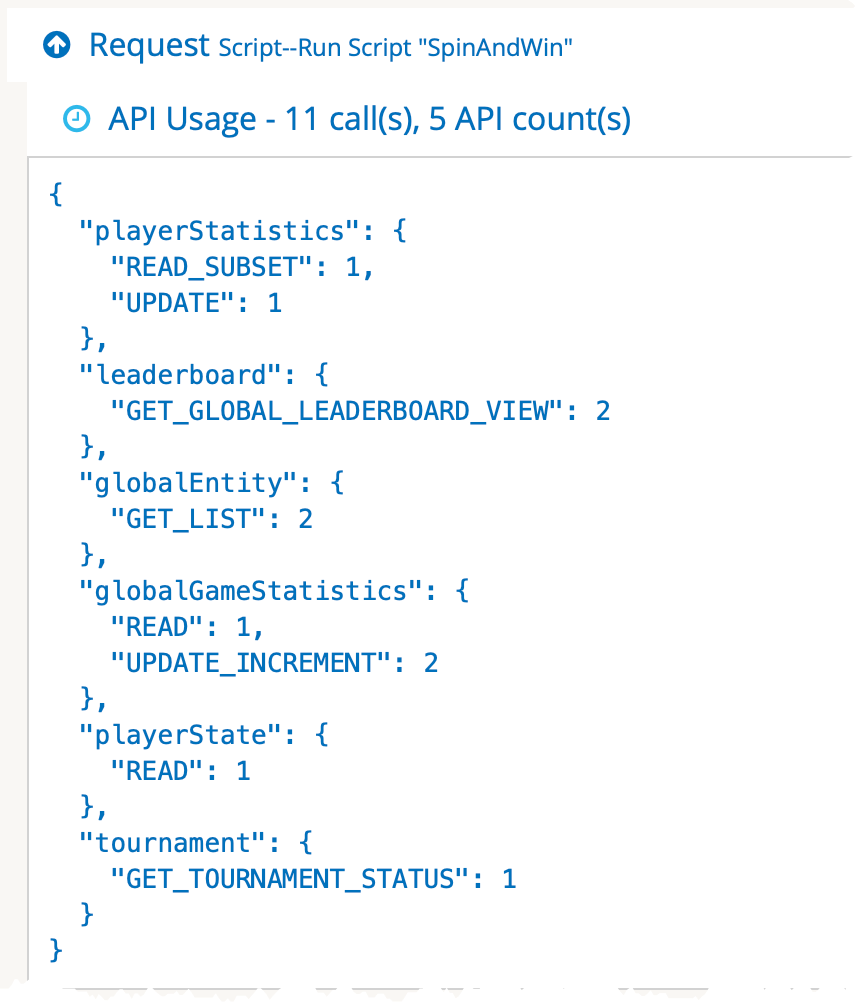 Request Script--Run Script "SpinAndWin"
API Usage - 11 call(s), 5 API count(s)
{
  "playerStatistics": {
    "READ_SUBSET": 1,
    "UPDATE": 1
  },
  "leaderboard": {
    "GET_GLOBAL_LEADERBOARD_VIEW": 2
  },
  "globalEntity": {
    "GET_LIST": 2
  },
  "globalGameStatistics": {
    "READ": 1,
    "UPDATE_INCREMENT": 2
  },
  "playerState": {
    "READ": 1
  },
  "tournament": {
    "GET_TOURNAMENT_STATUS": 1
  }
}